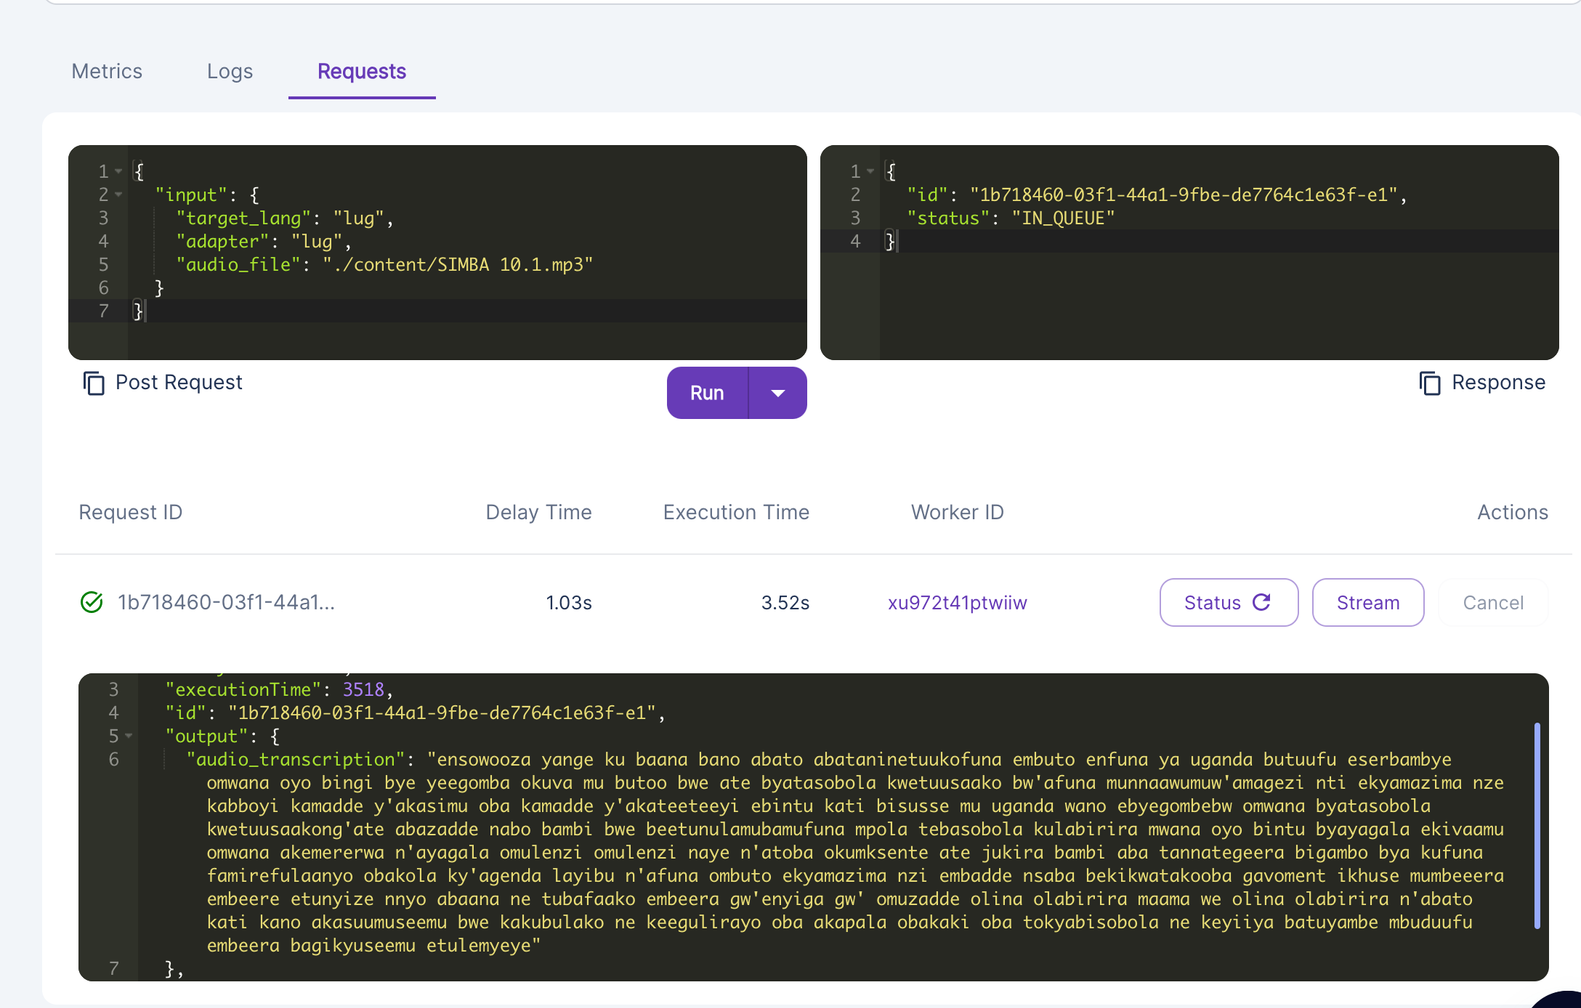 Metrics
Logs
Requests
1 {
2 "input": {
3 "target_lang": "lug",
4 "adapter": "lug",
5 "audio_file": "./content/SIMBA 10.1.mp3"
6 }
7 }
Post Request
Run
1 {
2 "id": "1b718460-03f1-44a1-9fbe-de7764c1e63f-e1",
3 "status": "IN_QUEUE"
4 }
Response
Request ID Delay Time Execution Time Worker ID Actions
1b718460-03f1-44a1... 1.03s 3.52s xu972t41ptwiiw Status Stream Cancel
3 "executionTime": 3518,
4 "id": "1b718460-03f1-44a1-9fbe-de7764c1e63f-e1",
5 "output": {
6 "audio_transcription": "ensowooza yange ku baana bano abato abataninetuukofuna embuto enfuna ya uganda butuufu eserbambye
omwana oyo bingi bye yeegomba okuva mu butoo bwe ate byatasobola kwetuusaako bw'afuna munnaawumuw'amagezi nti ekyamazima nze
kabboyi kamadde y'akasimu oba kamadde y'akateeteeyi ebintu kati bisusse mu uganda wano ebyegombebw omwana byatasobola
kwetuusaakong'ate abazadde nabo bambi bwe beetunulamubamufuna mpola tebasobola kulabirira mwana oyo bintu byayagala ekivaamu
omwana akemererwa n'ayagala omulenzi omulenzi naye n'atoba okumksente ate jukira bambi aba tannategeera bigambo bya kufuna
famirefulaanyo obakola ky'agenda layibu n'afuna ombuto ekyamazima nzi embadde nsaba bekikwatakooba gavoment ikhuse mumbeeera
embeere etunyize nnyo abaana ne tubafaako embeera gw'enyiga gw' omuzadde olina olabirira maama we olina olabirira n'abato
kati kano akasuumuseemu bwe kakubulako ne keegulirayo oba akapala obakaki oba tokyabisobola ne keyiiya batuyambe mbuduufu
embeera bagikyuseemu etulemyeye"
7 },